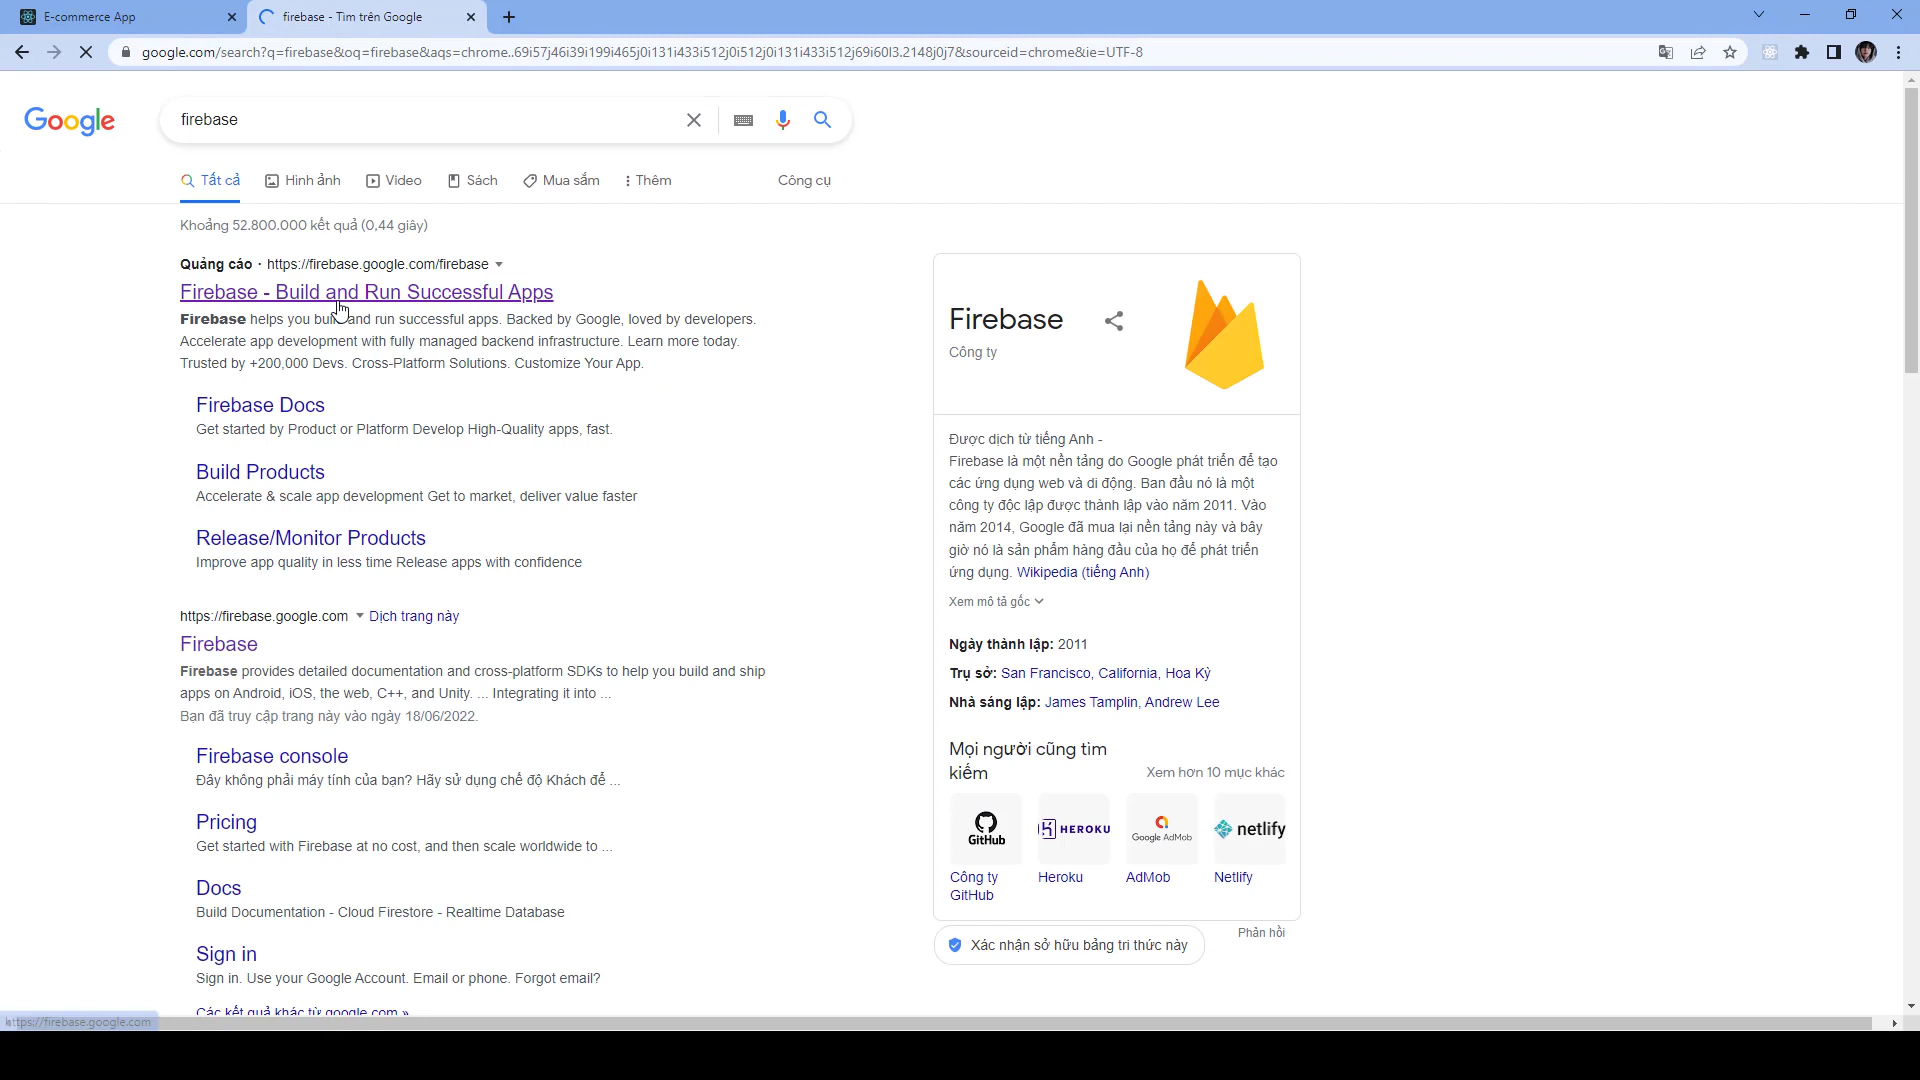 E-commerce App
firebase - Tìm trên Google
google.com/search?q=firebase&oq=firebase&aqs=chrome..69i57j46i39i199i465j0i131i433i512j0i512j0i131i433i512j69i60l3.2148j0j7&sourceid=chrome&ie=UTF-8
Google
firebase
Tất cả
Hình ảnh
Video
Sách
Mua sắm
Thêm
Công cụ
Khoảng 52.800.000 kết quả (0,44 giây)
Quảng cáo · https://firebase.google.com/firebase
Firebase - Build and Run Successful Apps
Firebase helps you build and run successful apps. Backed by Google, loved by developers.
Accelerate app development with fully managed backend infrastructure. Learn more today.
Trusted by +200,000 Devs. Cross-Platform Solutions. Customize Your App.
Firebase Docs
Get started by Product or Platform Develop High-Quality apps, fast.
Build Products
Accelerate & scale app development Get to market, deliver value faster
Release/Monitor Products
Improve app quality in less time Release apps with confidence
https://firebase.google.com Dịch trang này
Firebase
Firebase provides detailed documentation and cross-platform SDKs to help you build and ship
apps on Android, iOS, the web, C++, and Unity. ... Integrating it into ...
Bạn đã truy cập trang này vào ngày 18/06/2022.
Firebase console
Đây không phải máy tính của bạn? Hãy sử dụng chế độ Khách để ...
Pricing
Get started with Firebase at no cost, and then scale worldwide to ...
Docs
Build Documentation - Cloud Firestore - Realtime Database
Sign in
Sign in. Use your Google Account. Email or phone. Forgot email?
Các kết quả khác từ google.com »
https://firebase.google.com
Firebase
Công ty
Được dịch từ tiếng Anh -
Firebase là một nền tảng do Google phát triển để tạo
các ứng dụng web và di động. Ban đầu nó là một
công ty độc lập được thành lập vào năm 2011. Vào
năm 2014, Google đã mua lại nền tảng này và bây
giờ nó là sản phẩm hàng đầu của họ để phát triển
ứng dụng. Wikipedia (tiếng Anh)
Xem mô tả gốc
Ngày thành lập: 2011
Trụ sở: San Francisco, California, Hoa Kỳ
Nhà sáng lập: James Tamplin, Andrew Lee
Mọi người cũng tìm
kiếm
Xem hơn 10 mục khác
GitHub
HEROKU
Google AdMob
netlify
Công ty
GitHub
Heroku
AdMob
Netlify
Phản hồi
Xác nhận sở hữu bảng tri thức này